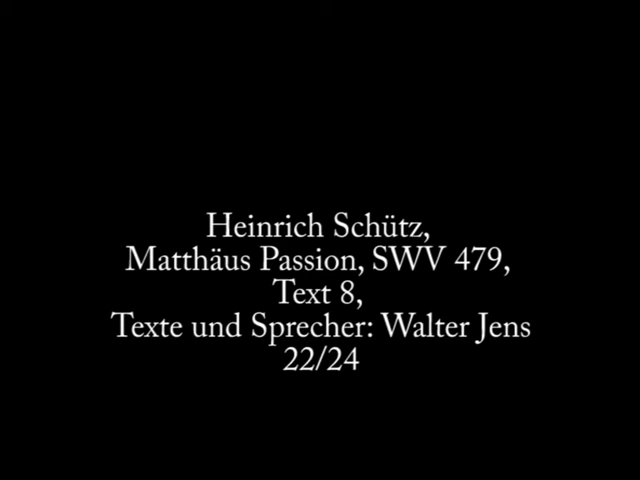 Heinrich Schütz,
Matthäus Passion, SWV 479,
Text 8,
Texte und Sprecher: Walter Jens
22/24